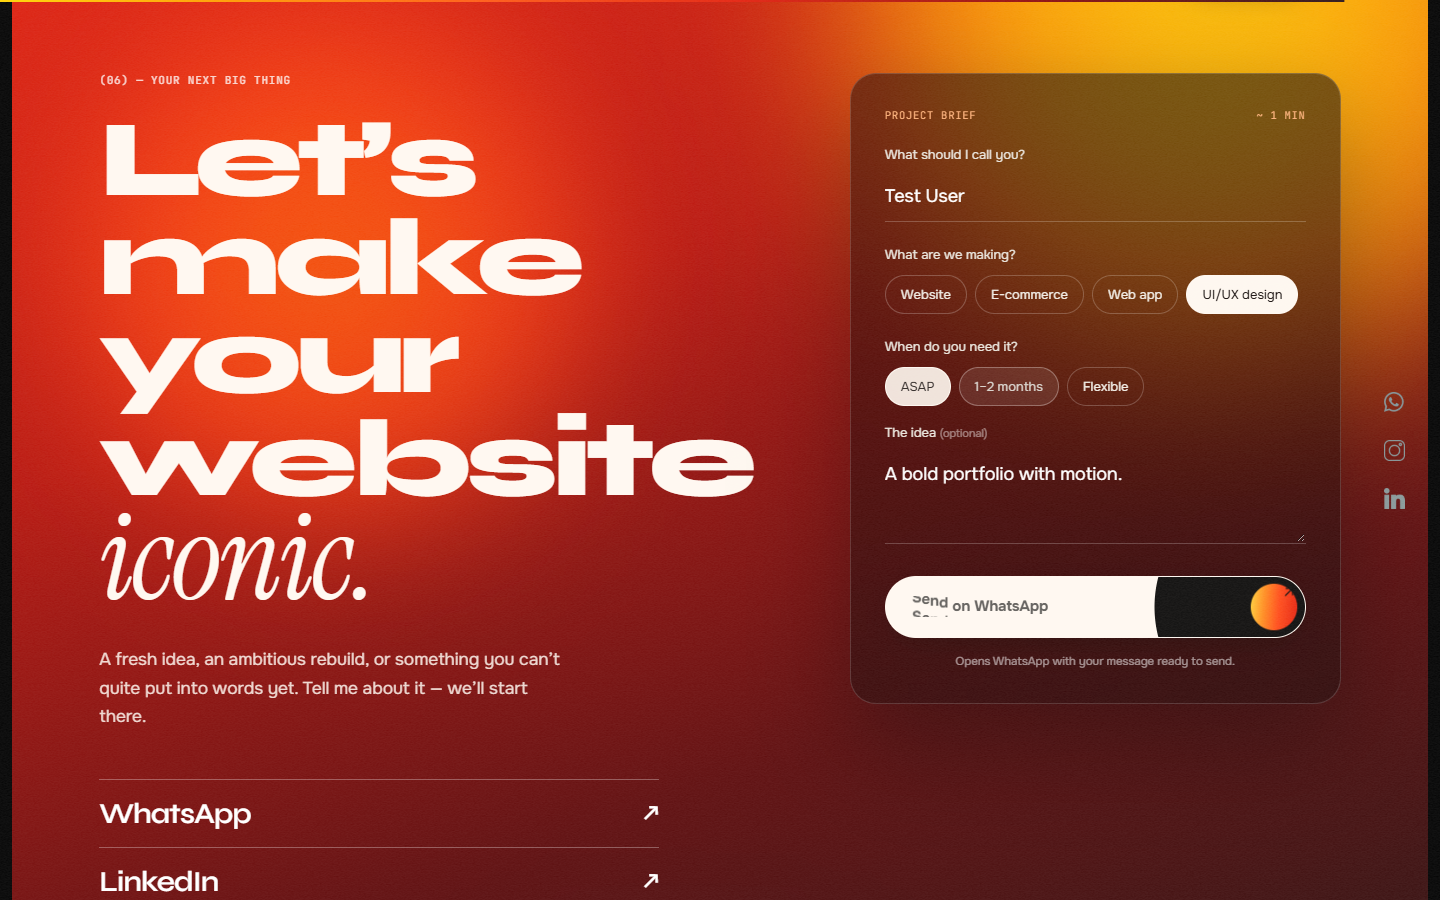 (06) — YOUR NEXT BIG THING
Let’s
make
your
website
iconic.
A fresh idea, an ambitious rebuild, or something you can’t
quite put into words yet. Tell me about it — we’ll start
there.
WhatsApp
LinkedIn
PROJECT BRIEF ~ 1 MIN
What should I call you?
Test User
What are we making?
Website E-commerce Web app UI/UX design
When do you need it?
ASAP 1–2 months Flexible
The idea (optional)
A bold portfolio with motion.
Send on WhatsApp
Opens WhatsApp with your message ready to send.
in